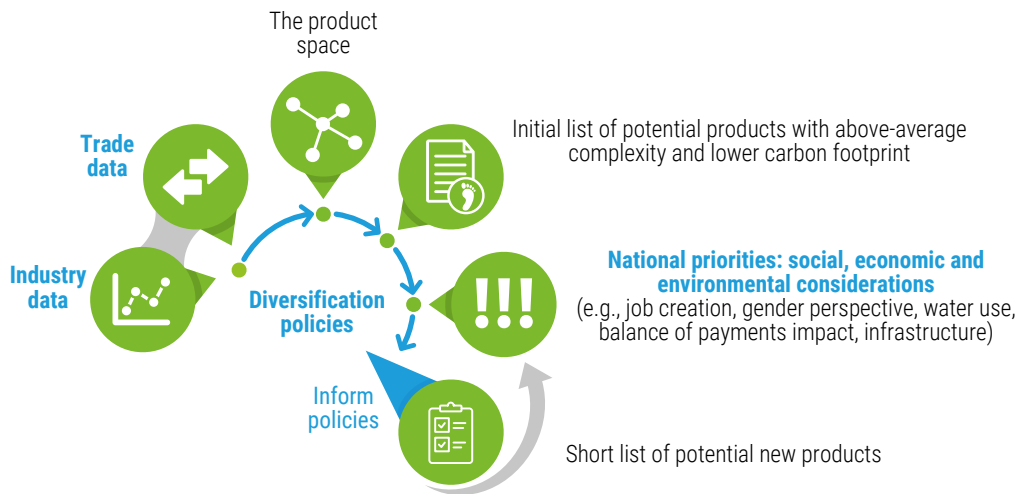 The product
space
Trade
data
Initial list of potential products with above-average
complexity and lower carbon footprint
Industry
data
Diversification
policies
National priorities: social, economic and
environmental considerations
(e.g., job creation, gender perspective, water use,
balance of payments impact, infrastructure)
!!!
Inform
policies
Short list of potential new products